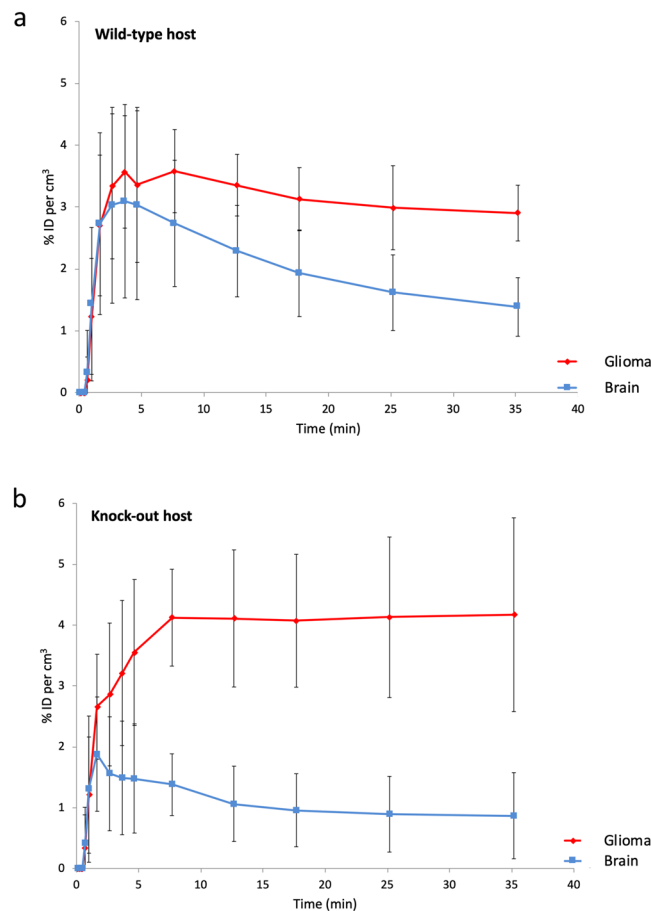 a
Wild-type host
% ID per cm³
6
5
4
3
2
1
0
0 5 10 15 20 25 30 35 40
Time (min)
Glioma
Brain
b
Knock-out host
% ID per cm³
6
5
4
3
2
1
0
0 5 10 15 20 25 30 35 40
Time (min)
Glioma
Brain